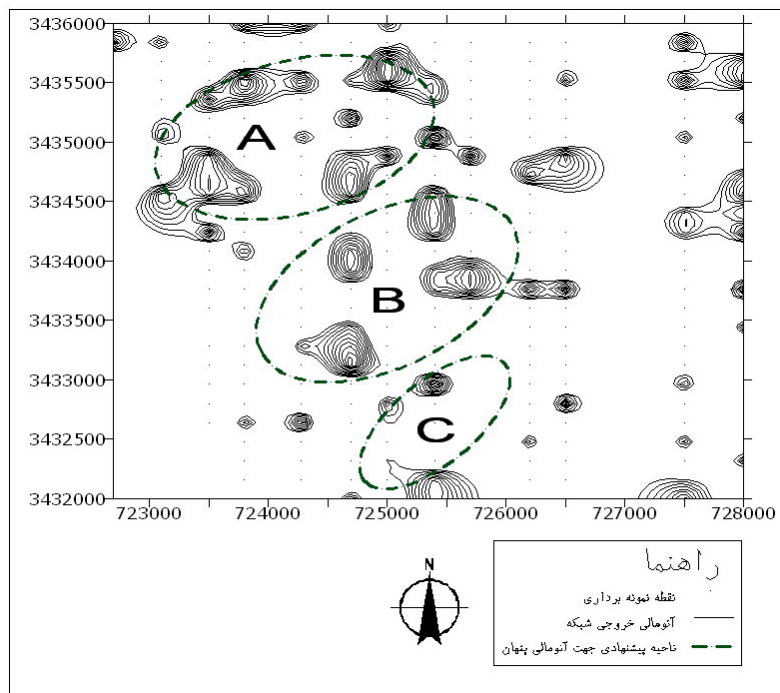 3436000
3435500
3435000
3434500
3434000
3433500
3433000
3432500
3432000
A
B
C
723000 724000 725000 726000 727000 728000
N
راهنما
نقطه نمونه برداری
آنومالی خروجی شبکه
ناحیه پیشنهادی جهت آنومالی پنهان